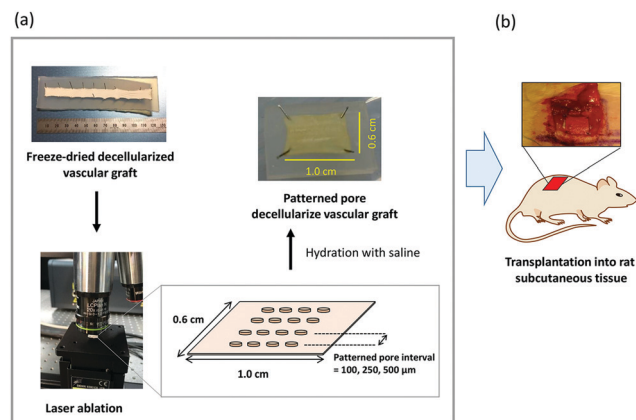 (a)
Freeze-dried decellularized
vascular graft
0.6 cm
1.0 cm
Patterned pore
decellularize vascular graft
Hydration with saline
Laser ablation
0.6 cm
1.0 cm
Patterned pore interval
= 100, 250, 500 μm
(b)
Transplantation into rat
subcutaneous tissue